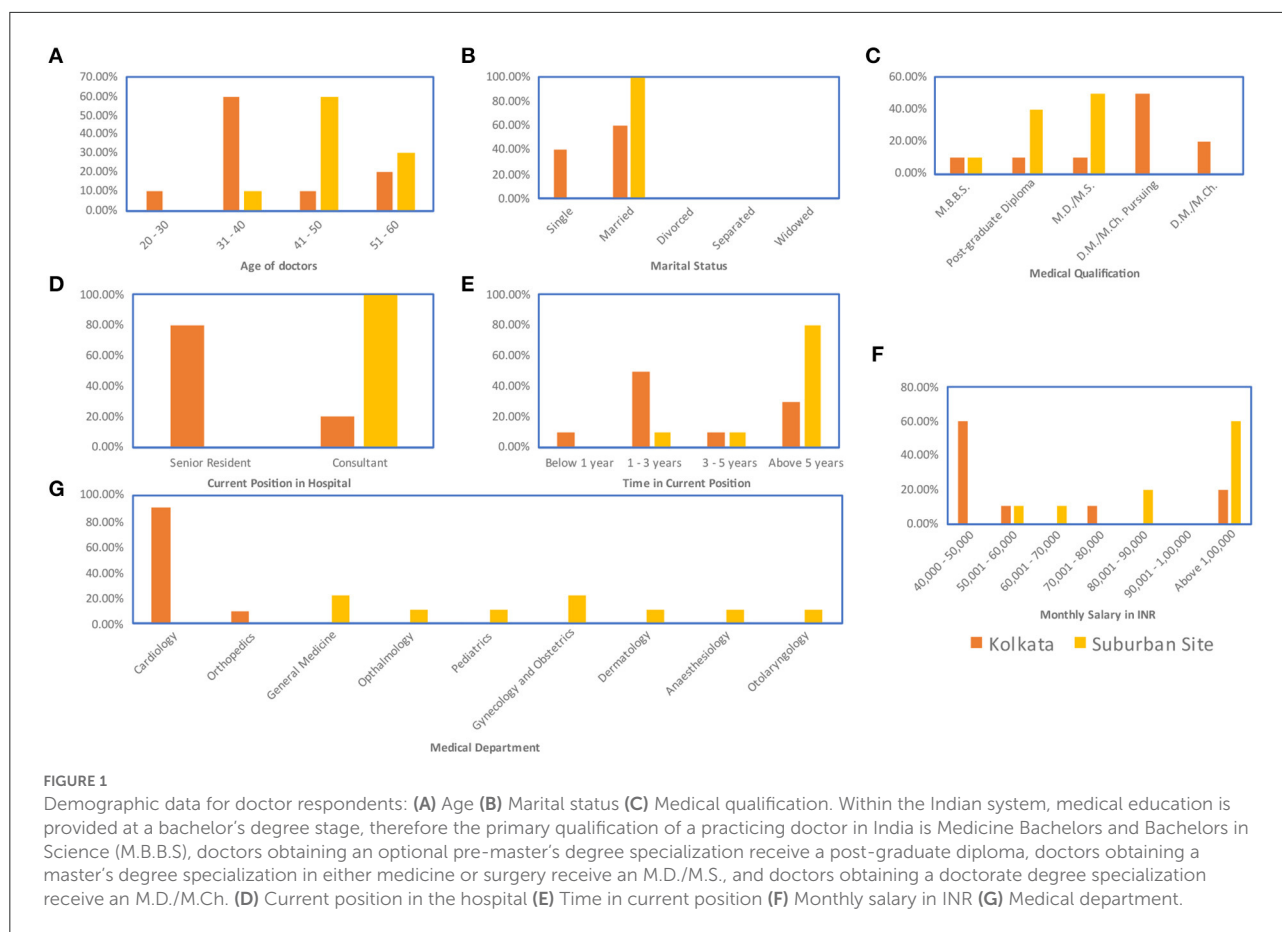 A
70.00%
60.00%
50.00%
40.00%
30.00%
20.00%
10.00%
0.00%
20 - 30
31 - 40
41 - 50
51 - 60
Age of doctors
B
100.00%
80.00%
60.00%
40.00%
20.00%
0.00%
Single
Married
Divorced
Separated
Widowed
Marital Status
C
60.00%
40.00%
20.00%
0.00%
M.B.B.S.
Post-graduate Diploma
M.D./M.S.
D.M./M.Ch. Pursuing
D.M./M.Ch.
Medical Qualification
D
100.00%
80.00%
60.00%
40.00%
20.00%
0.00%
Senior Resident
Consultant
Current Position in Hospital
E
100.00%
80.00%
60.00%
40.00%
20.00%
0.00%
Below 1 year
1 - 3 years
3 - 5 years
Above 5 years
Time in Current Position
F
80.00%
60.00%
40.00%
20.00%
0.00%
40,000 - 50,000
50,001 - 60,000
60,001 - 70,000
70,001 - 80,000
80,001 - 90,000
90,001 - 1,00,000
Above 1,00,000
Monthly Salary in INR
Kolkata
Suburban Site
G
100.00%
80.00%
60.00%
40.00%
20.00%
0.00%
Cardiology
Orthopedics
General Medicine
Opthalmology
Pediatrics
Gynecology and Obstetrics
Dermatology
Anaesthesiology
Otolaryngology
Medical Department
FIGURE 1
Demographic data for doctor respondents: (A) Age (B) Marital status (C) Medical qualification. Within the Indian system, medical education is
provided at a bachelor's degree stage, therefore the primary qualification of a practicing doctor in India is Medicine Bachelors and Bachelors in
Science (M.B.B.S), doctors obtaining an optional pre-master's degree specialization receive a post-graduate diploma, doctors obtaining a
master's degree specialization in either medicine or surgery receive an M.D./M.S., and doctors obtaining a doctorate degree specialization
receive an M.D./M.Ch. (D) Current position in the hospital (E) Time in current position (F) Monthly salary in INR (G) Medical department.